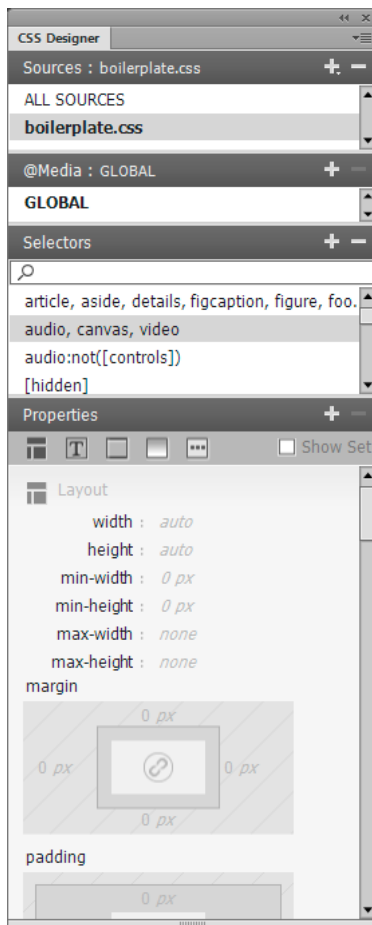 CSS Designer
Sources : boilerplate.css
ALL SOURCES
boilerplate.css
@Media : GLOBAL
GLOBAL
Selectors
article, aside, details, figcaption, figure, foo.
audio, canvas, video
audio:not([controls])
[hidden]
Properties
T Show Set
Layout
width : auto
height : auto
min-width : 0 px
min-height : 0 px
max-width : none
max-height : none
margin
0 px
0 px 0 px
0 px
padding
0 px